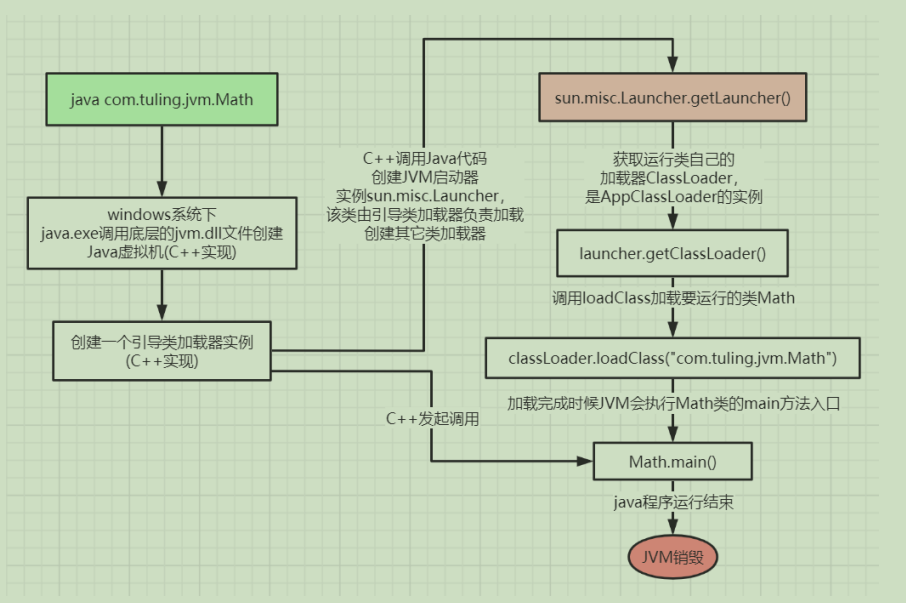 java com.tuling.jvm.Math
windows系统下
java.exe调用底层的jvm.dll文件创建
Java虚拟机(C++实现)
创建一个引导类加载器实例
(C++实现)
C++调用Java代码
创建JVM启动器
实例sun.misc.Launcher,
该类由引导类加载器负责加载
创建其它类加载器
C++发起调用
sun.misc.Launcher.getLauncher()
获取运行类自己的
加载器ClassLoader,
是AppClassLoader的实例
launcher.getClassLoader()
调用loadClass加载要运行的类Math
classLoader.loadClass("com.tuling.jvm.Math")
加载完成时候JVM会执行Math类的main方法入口
Math.main()
java程序运行结束
JVM销毁